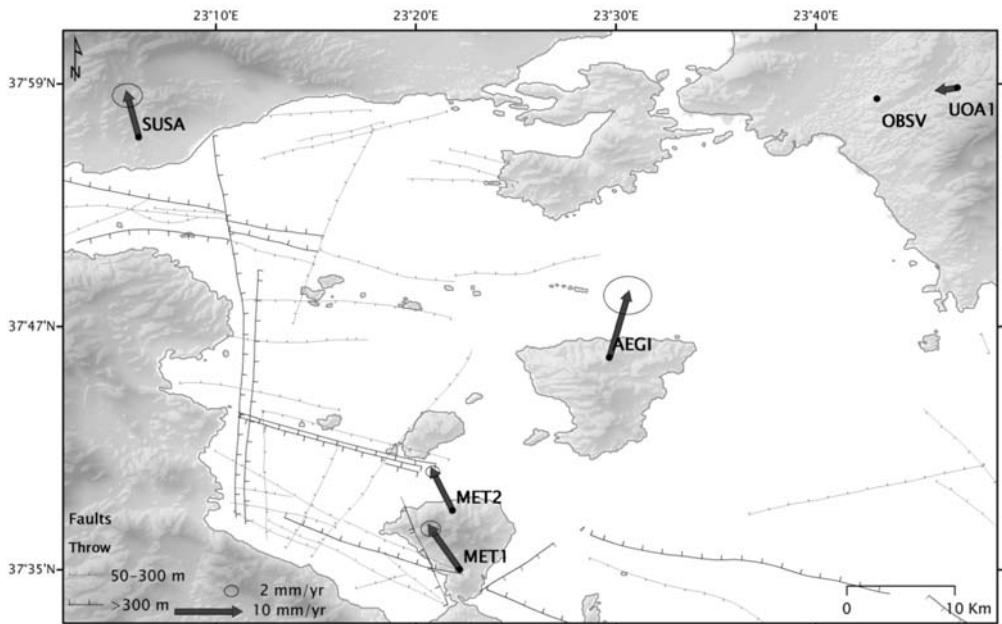 23°10'E 23°20'E 23°30'E 23°40'E
37°59'N
N
SUSA
OBSV
UOA1
37°47'N
AEGI
MET2
MET1
37°35'N
Faults
Throw
50-300 m
>300 m
2 mm/yr
10 mm/yr
0 10 Km